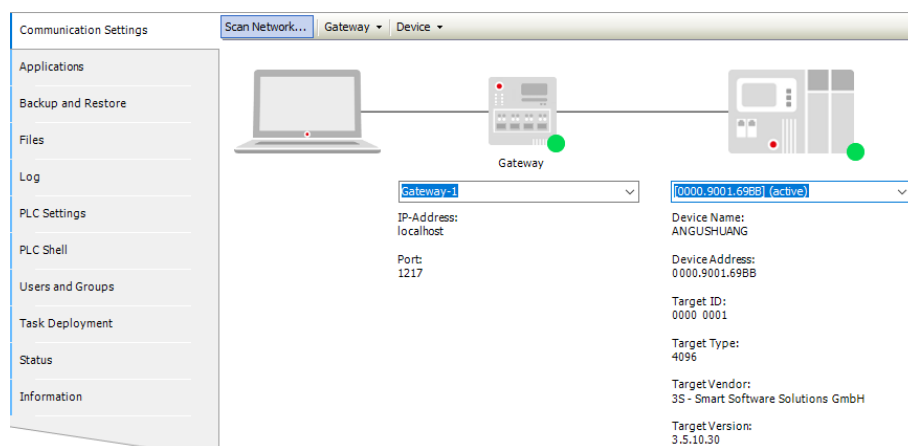 Communication Settings
Scan Network...
Gateway
Device
Applications
Backup and Restore
Files
Log
PLC Settings
PLC Shell
Users and Groups
Task Deployment
Status
Information
Gateway
Gateway-1
IP-Address:
localhost
Port:
1217
[0000.9001.69BB] (active)
Device Name:
ANGUSHUANG
Device Address:
0000.9001.69BB
Target ID:
0000 0001
Target Type:
4096
Target Vendor:
3S - Smart Software Solutions GmbH
Target Version:
3.5.10.30